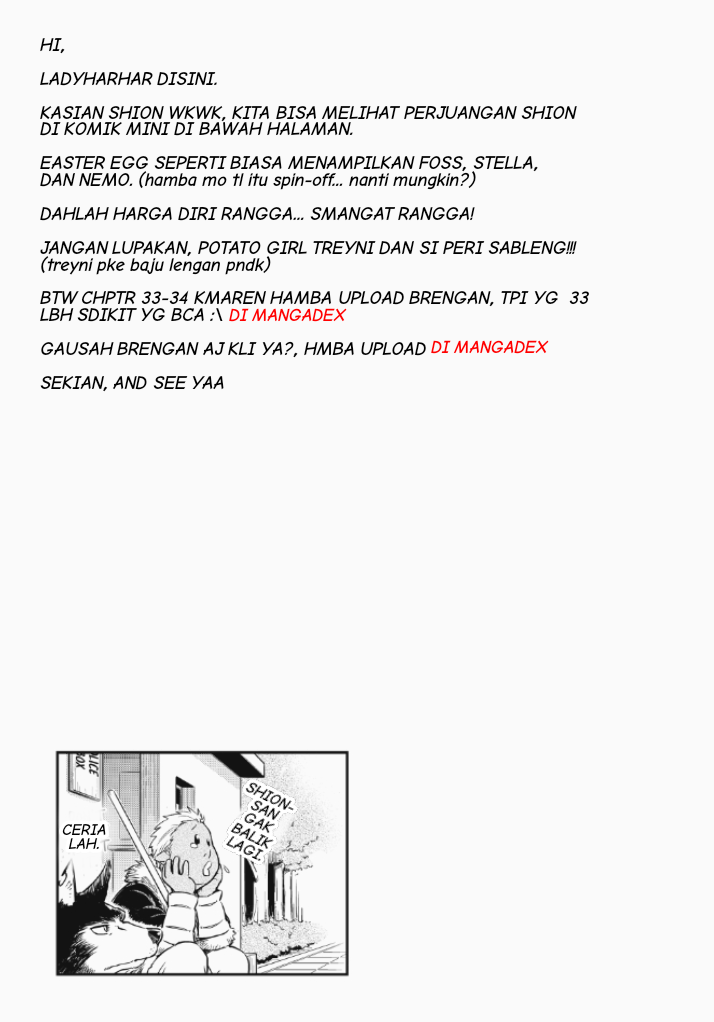 HI,
LADYHARHAR DISINI.
KASIAN SHION WKWK, KITA BISA MELIHAT PERJUANGAN SHION
DI KOMIK MINI DI BAWAH HALAMAN.
EASTER EGG SEPERTI BIASA MENAMPILKAN FOSS, STELLA,
DAN NEMO. (hamba mo tl itu spin-off... nanti mungkin?)
DAHLAH HARGA DIRI RANGGA... SMANGAT RANGGA!
JANGAN LUPAKAN, POTATO GIRL TREYNI DAN SI PERI SABLENG!!!
(treyni pke baju lengan pndk)
BTW CHPTR 33-34 KMAREN HAMBA UPLOAD BRENGAN, TPI YG 33
LBH SDIKIT YG BCA :\ DI MANGADEX
GAUSAH BRENGAN AJ KLI YA?, HMBA UPLOAD DI MANGADEX
SEKIAN, AND SEE YAA
OLICE
BOX
SHION-
SAN
GAK
BALIK
LAGI.
CERIA
LAH.